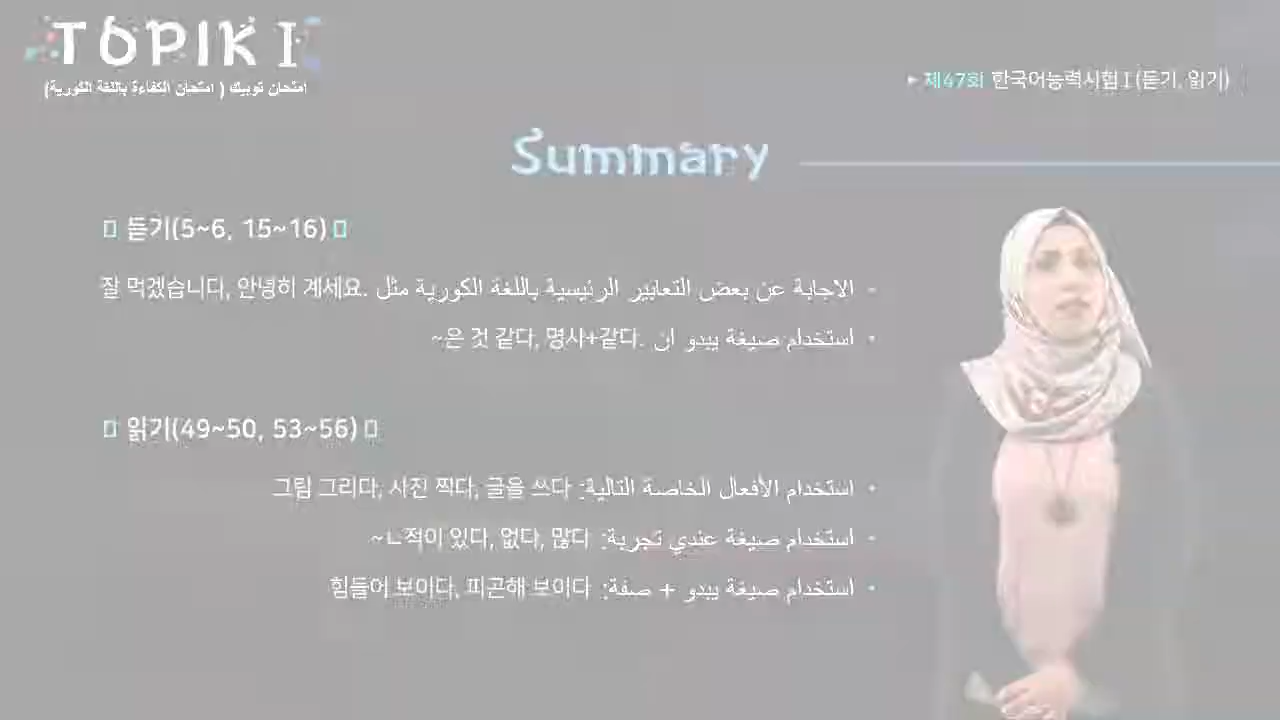 TOPIK I
امتحان توبيك ( امتحان الكفاءة باللغة الكورية)
▸ 제47회 한국어능력시험 I (듣기, 읽기)
Summary
듣기(5~6, 15~16)
• الاجابة عن بعض التعابير الرئيسية باللغة الكورية مثل .잘 먹겠습니다, 안녕히 계세요
• استخدام صيغة يبدو ان .~은 것 같다, 명사+같다
읽기(49~50, 53~56)
• استخدام الأفعال الخاصة التالية: 그림 그리다, 사진 찍다, 글을 쓰다
• استخدام صيغة عندي تجربة: ~ㄴ적이 있다, 없다, 많다
• استخدام صيغة يبدو + صفة: 힘들어 보이다, 피곤해 보이다